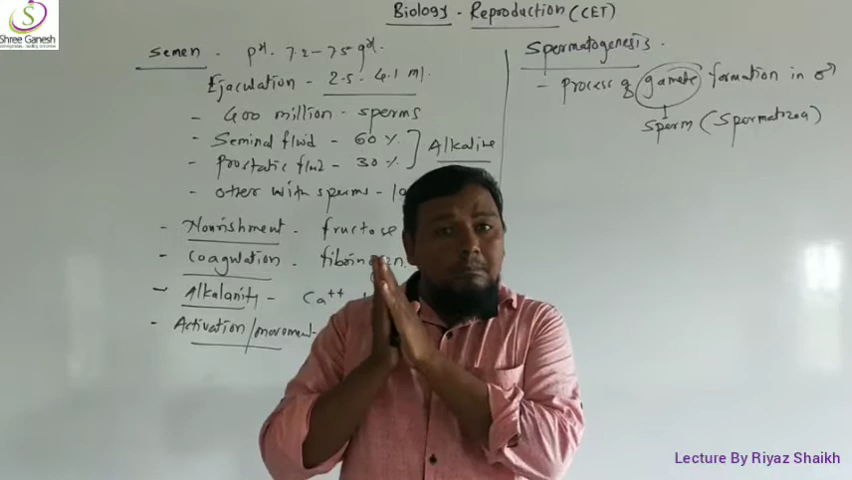 Shree Ganesh
Biology - Reproduction (CET)
Semen. pH. 7.2 - 7.5
Ejaculation - 2.5 - 4.1 ml.
- 400 million - sperms
- Seminal fluid - 60 %
- Prostatic fluid - 30 %
Alkaline
- other with sperms - 10
- Nourishment - fructose
- Coagulation - fibrinogen.
- Alkalanity - Ca++
- Activation/movement
Spermatogenesis.
- Process of gamete formation in ♂
Sperm (Spermatozoa)
Lecture By Riyaz Shaikh